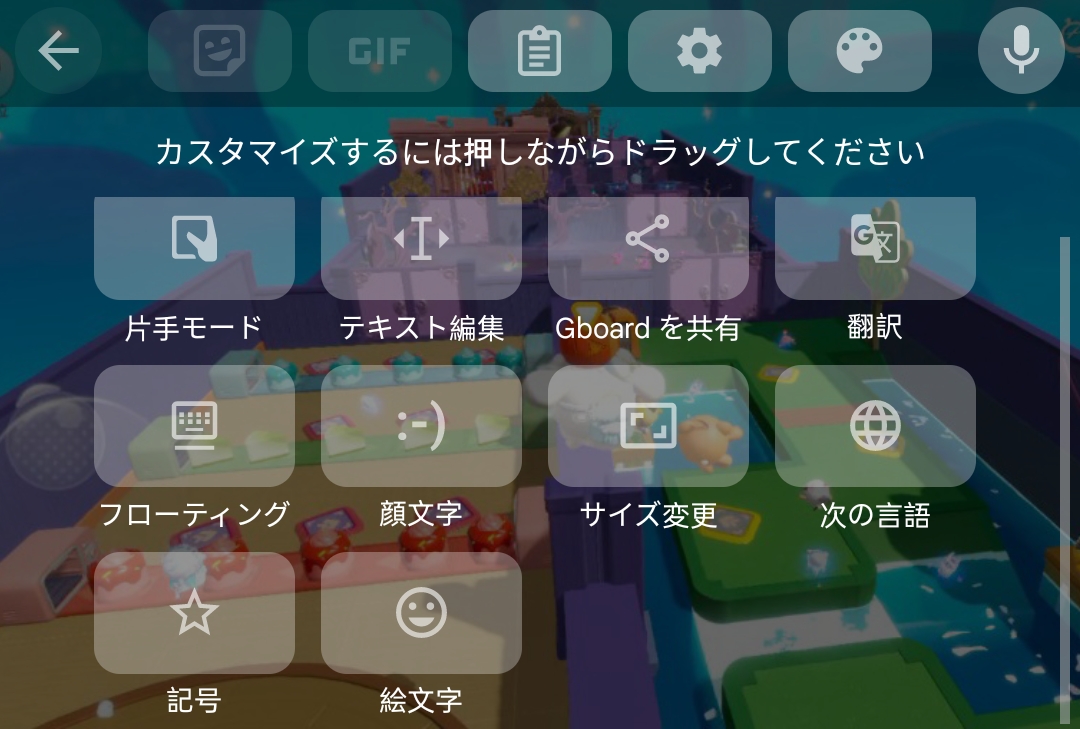 GIF
カスタマイズするには押しながらドラッグしてください
片手モード
テキスト編集
Gboard を共有
翻訳
フローティング
:-)
顔文字
サイズ変更
次の言語
記号
絵文字